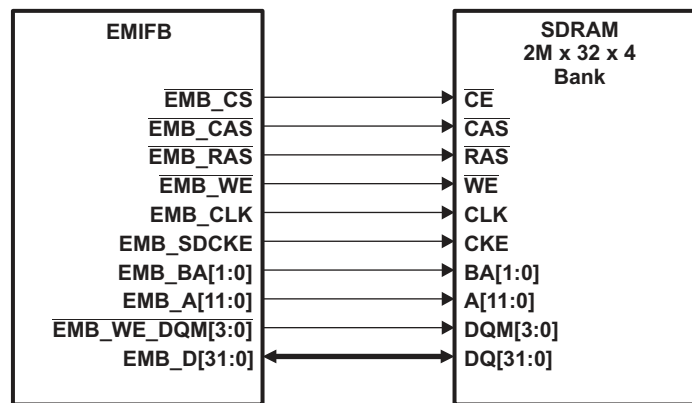 EMIFB
EMB_CS
EMB_CAS
EMB_RAS
EMB_WE
EMB_CLK
EMB_SDCKE
EMB_BA[1:0]
EMB_A[11:0]
EMB_WE_DQM[3:0]
EMB_D[31:0]
SDRAM
2M x 32 x 4
Bank
CE
CAS
RAS
WE
CLK
CKE
BA[1:0]
A[11:0]
DQM[3:0]
DQ[31:0]